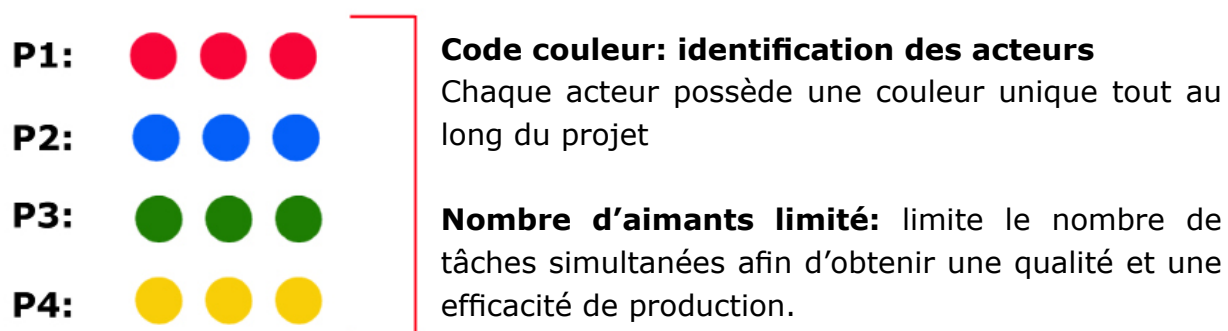 P1:
P2:
P3:
P4:
Code couleur: identification des acteurs
Chaque acteur possède une couleur unique tout au
long du projet
Nombre d’aimants limité: limite le nombre de
tâches simultanées afin d’obtenir une qualité et une
efficacité de production.